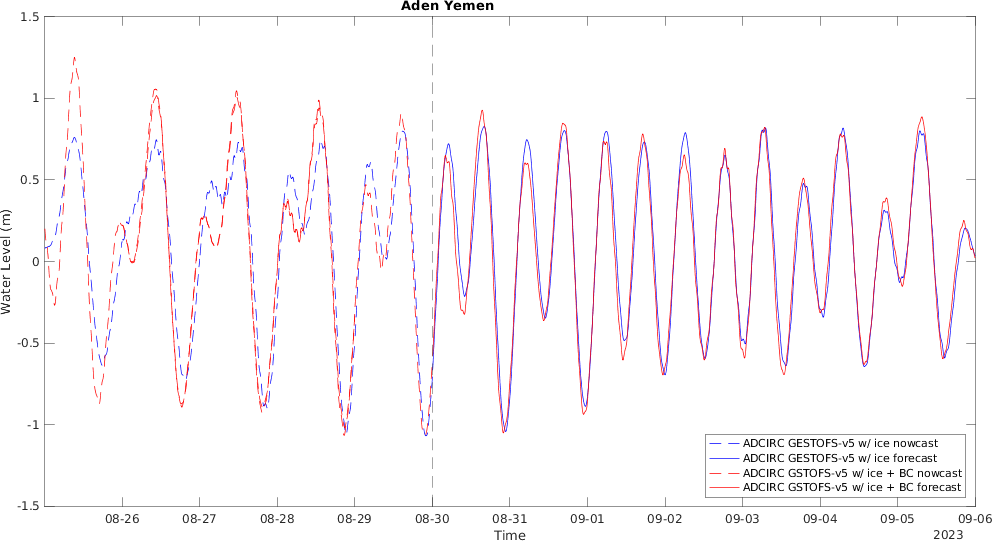 Aden Yemen
1.5
1
0.5
0
-0.5
-1
-1.5
Water Level (m)
ADCIRC GESTOFS-v5 w/ ice nowcast
ADCIRC GESTOFS-v5 w/ ice forecast
ADCIRC GSTOFS-v5 w/ ice + BC nowcast
ADCIRC GSTOFS-v5 w/ ice + BC forecast
08-26 08-27 08-28 08-29 08-30 08-31 09-01 09-02 09-03 09-04 09-05 09-06
Time
2023